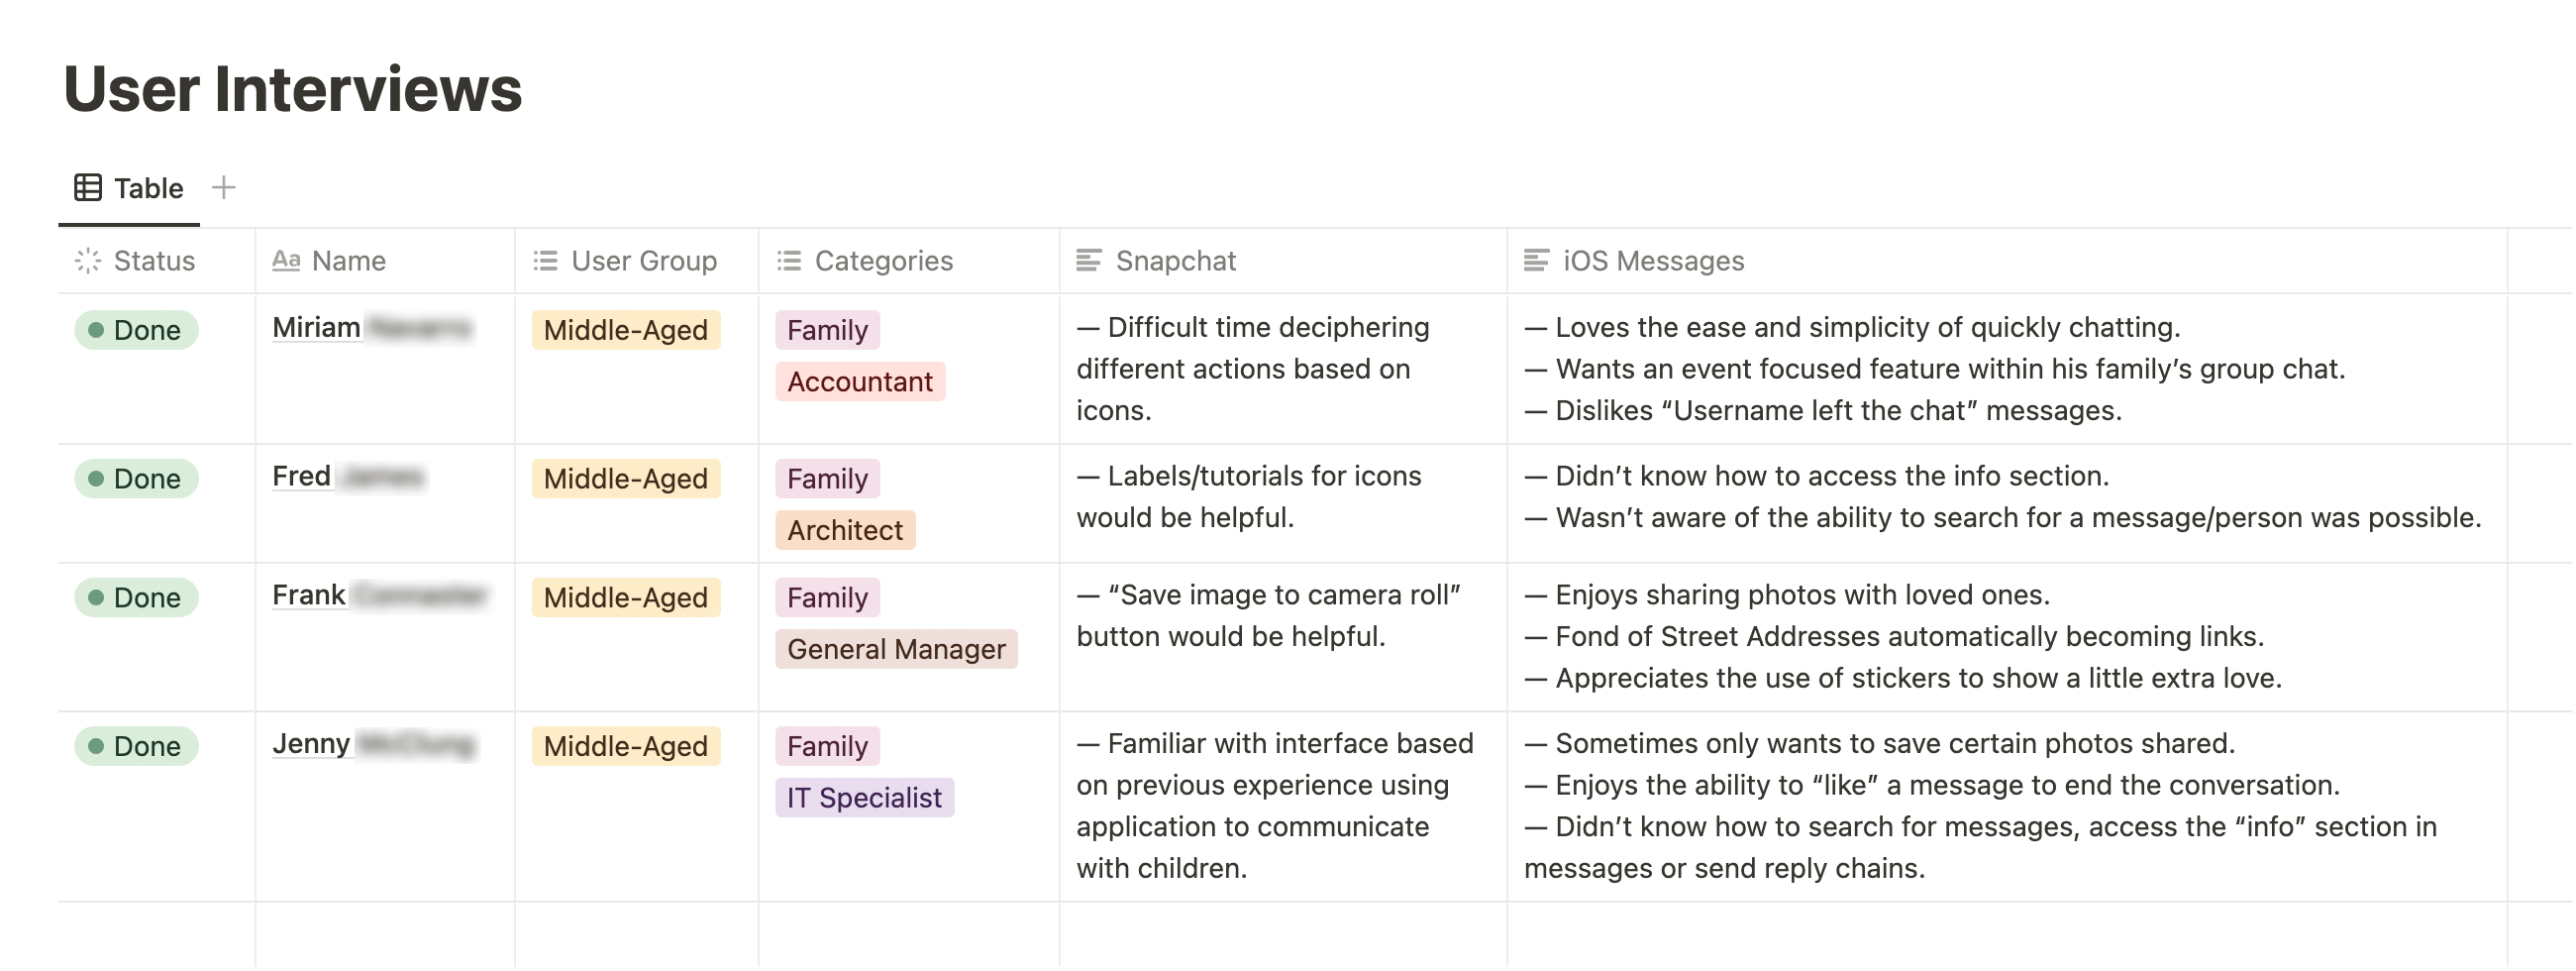 User Interviews
Table
Status
Aa Name
User Group
Categories
Snapchat
iOS Messages
Done
Miriam
Middle-Aged
Family
Accountant
— Difficult time deciphering
different actions based on
icons.
— Loves the ease and simplicity of quickly chatting.
— Wants an event focused feature within his family’s group chat.
— Dislikes “Username left the chat” messages.
Done
Fred
Middle-Aged
Family
Architect
— Labels/tutorials for icons
would be helpful.
— Didn’t know how to access the info section.
— Wasn’t aware of the ability to search for a message/person was possible.
Done
Frank
Middle-Aged
Family
General Manager
— “Save image to camera roll”
button would be helpful.
— Enjoys sharing photos with loved ones.
— Fond of Street Addresses automatically becoming links.
— Appreciates the use of stickers to show a little extra love.
Done
Jenny
Middle-Aged
Family
IT Specialist
— Familiar with interface based
on previous experience using
application to communicate
with children.
— Sometimes only wants to save certain photos shared.
— Enjoys the ability to “like” a message to end the conversation.
— Didn’t know how to search for messages, access the “info” section in
messages or send reply chains.